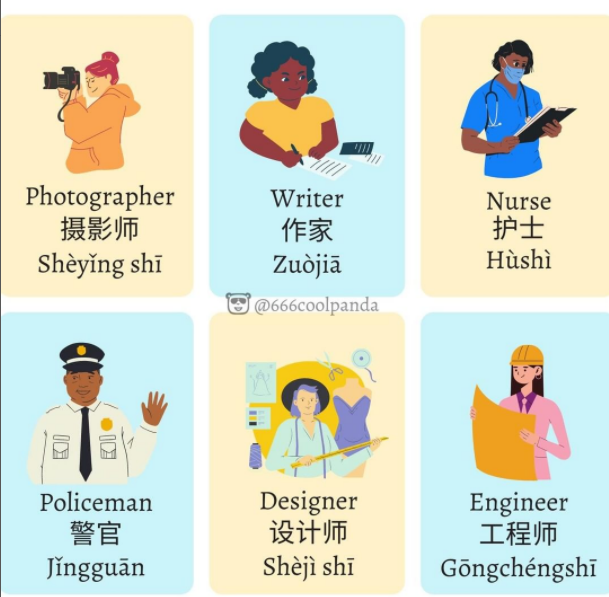 Photographer
摄影师
Shèyǐng shī
Writer
作家
Zuòjiā
Nurse
护士
Hùshì
@666coolpanda
Policeman
警官
Jǐngguān
Designer
设计师
Shèjì shī
Engineer
工程师
Gōngchéngshī